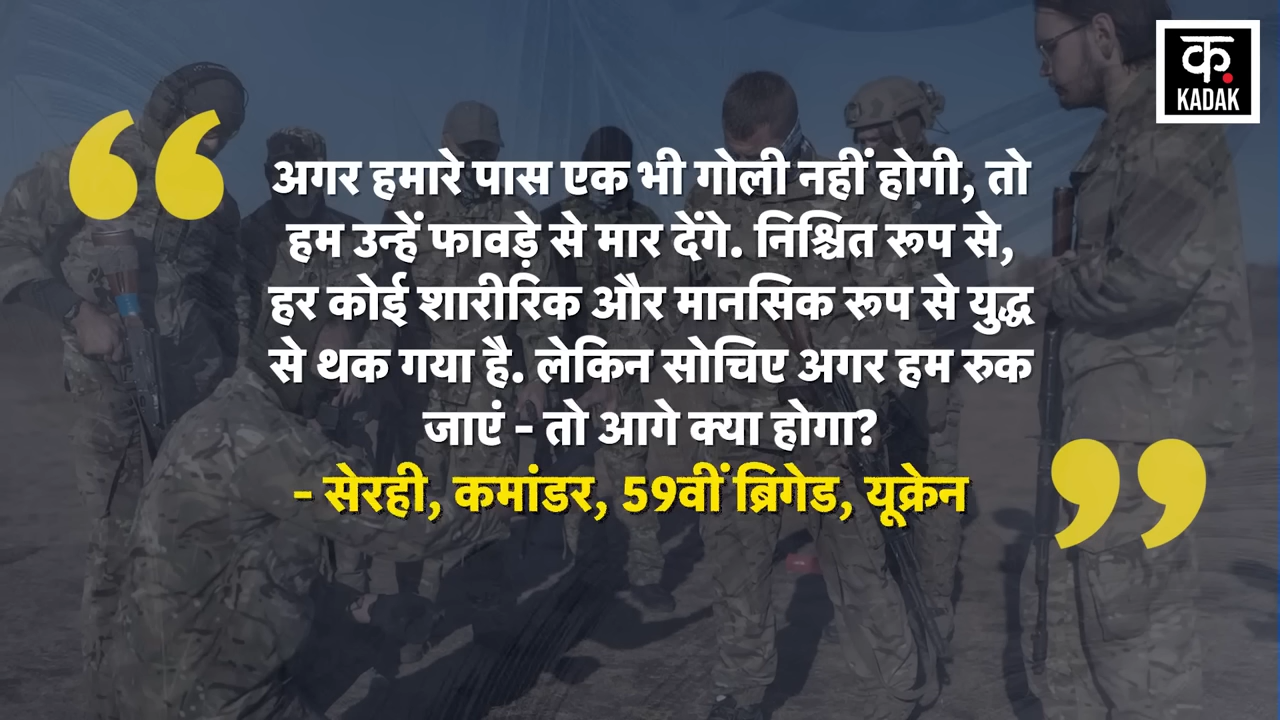 क.
KADAK
“
अगर हमारे पास एक भी गोली नहीं होगी, तो
हम उन्हें फावड़े से मार देंगे. निश्चित रूप से,
हर कोई शारीरिक और मानसिक रूप से युद्ध
से थक गया है. लेकिन सोचिए अगर हम रुक
जाएं - तो आगे क्या होगा?
- सेरही, कमांडर, 59वीं ब्रिगेड, यूक्रेन
”